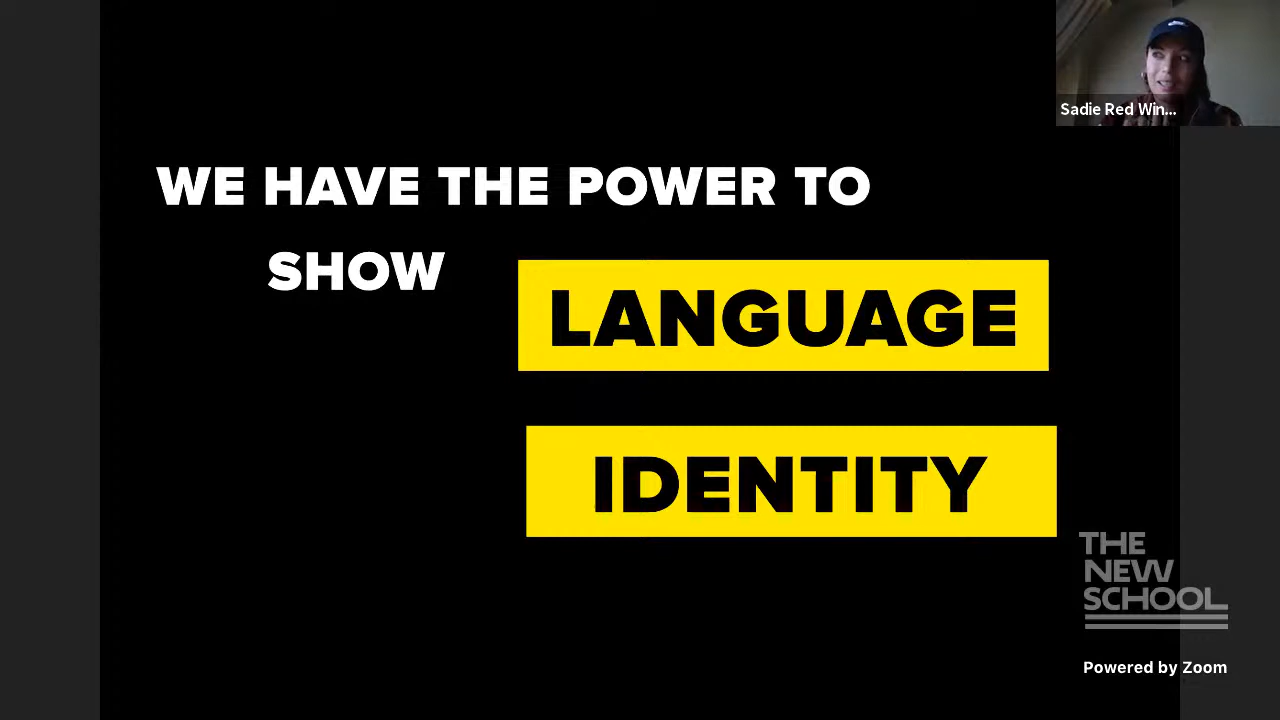 Sadie Red Win...
WE HAVE THE POWER TO
SHOW
LANGUAGE
IDENTITY
THE
NEW
SCHOOL
Powered by Zoom